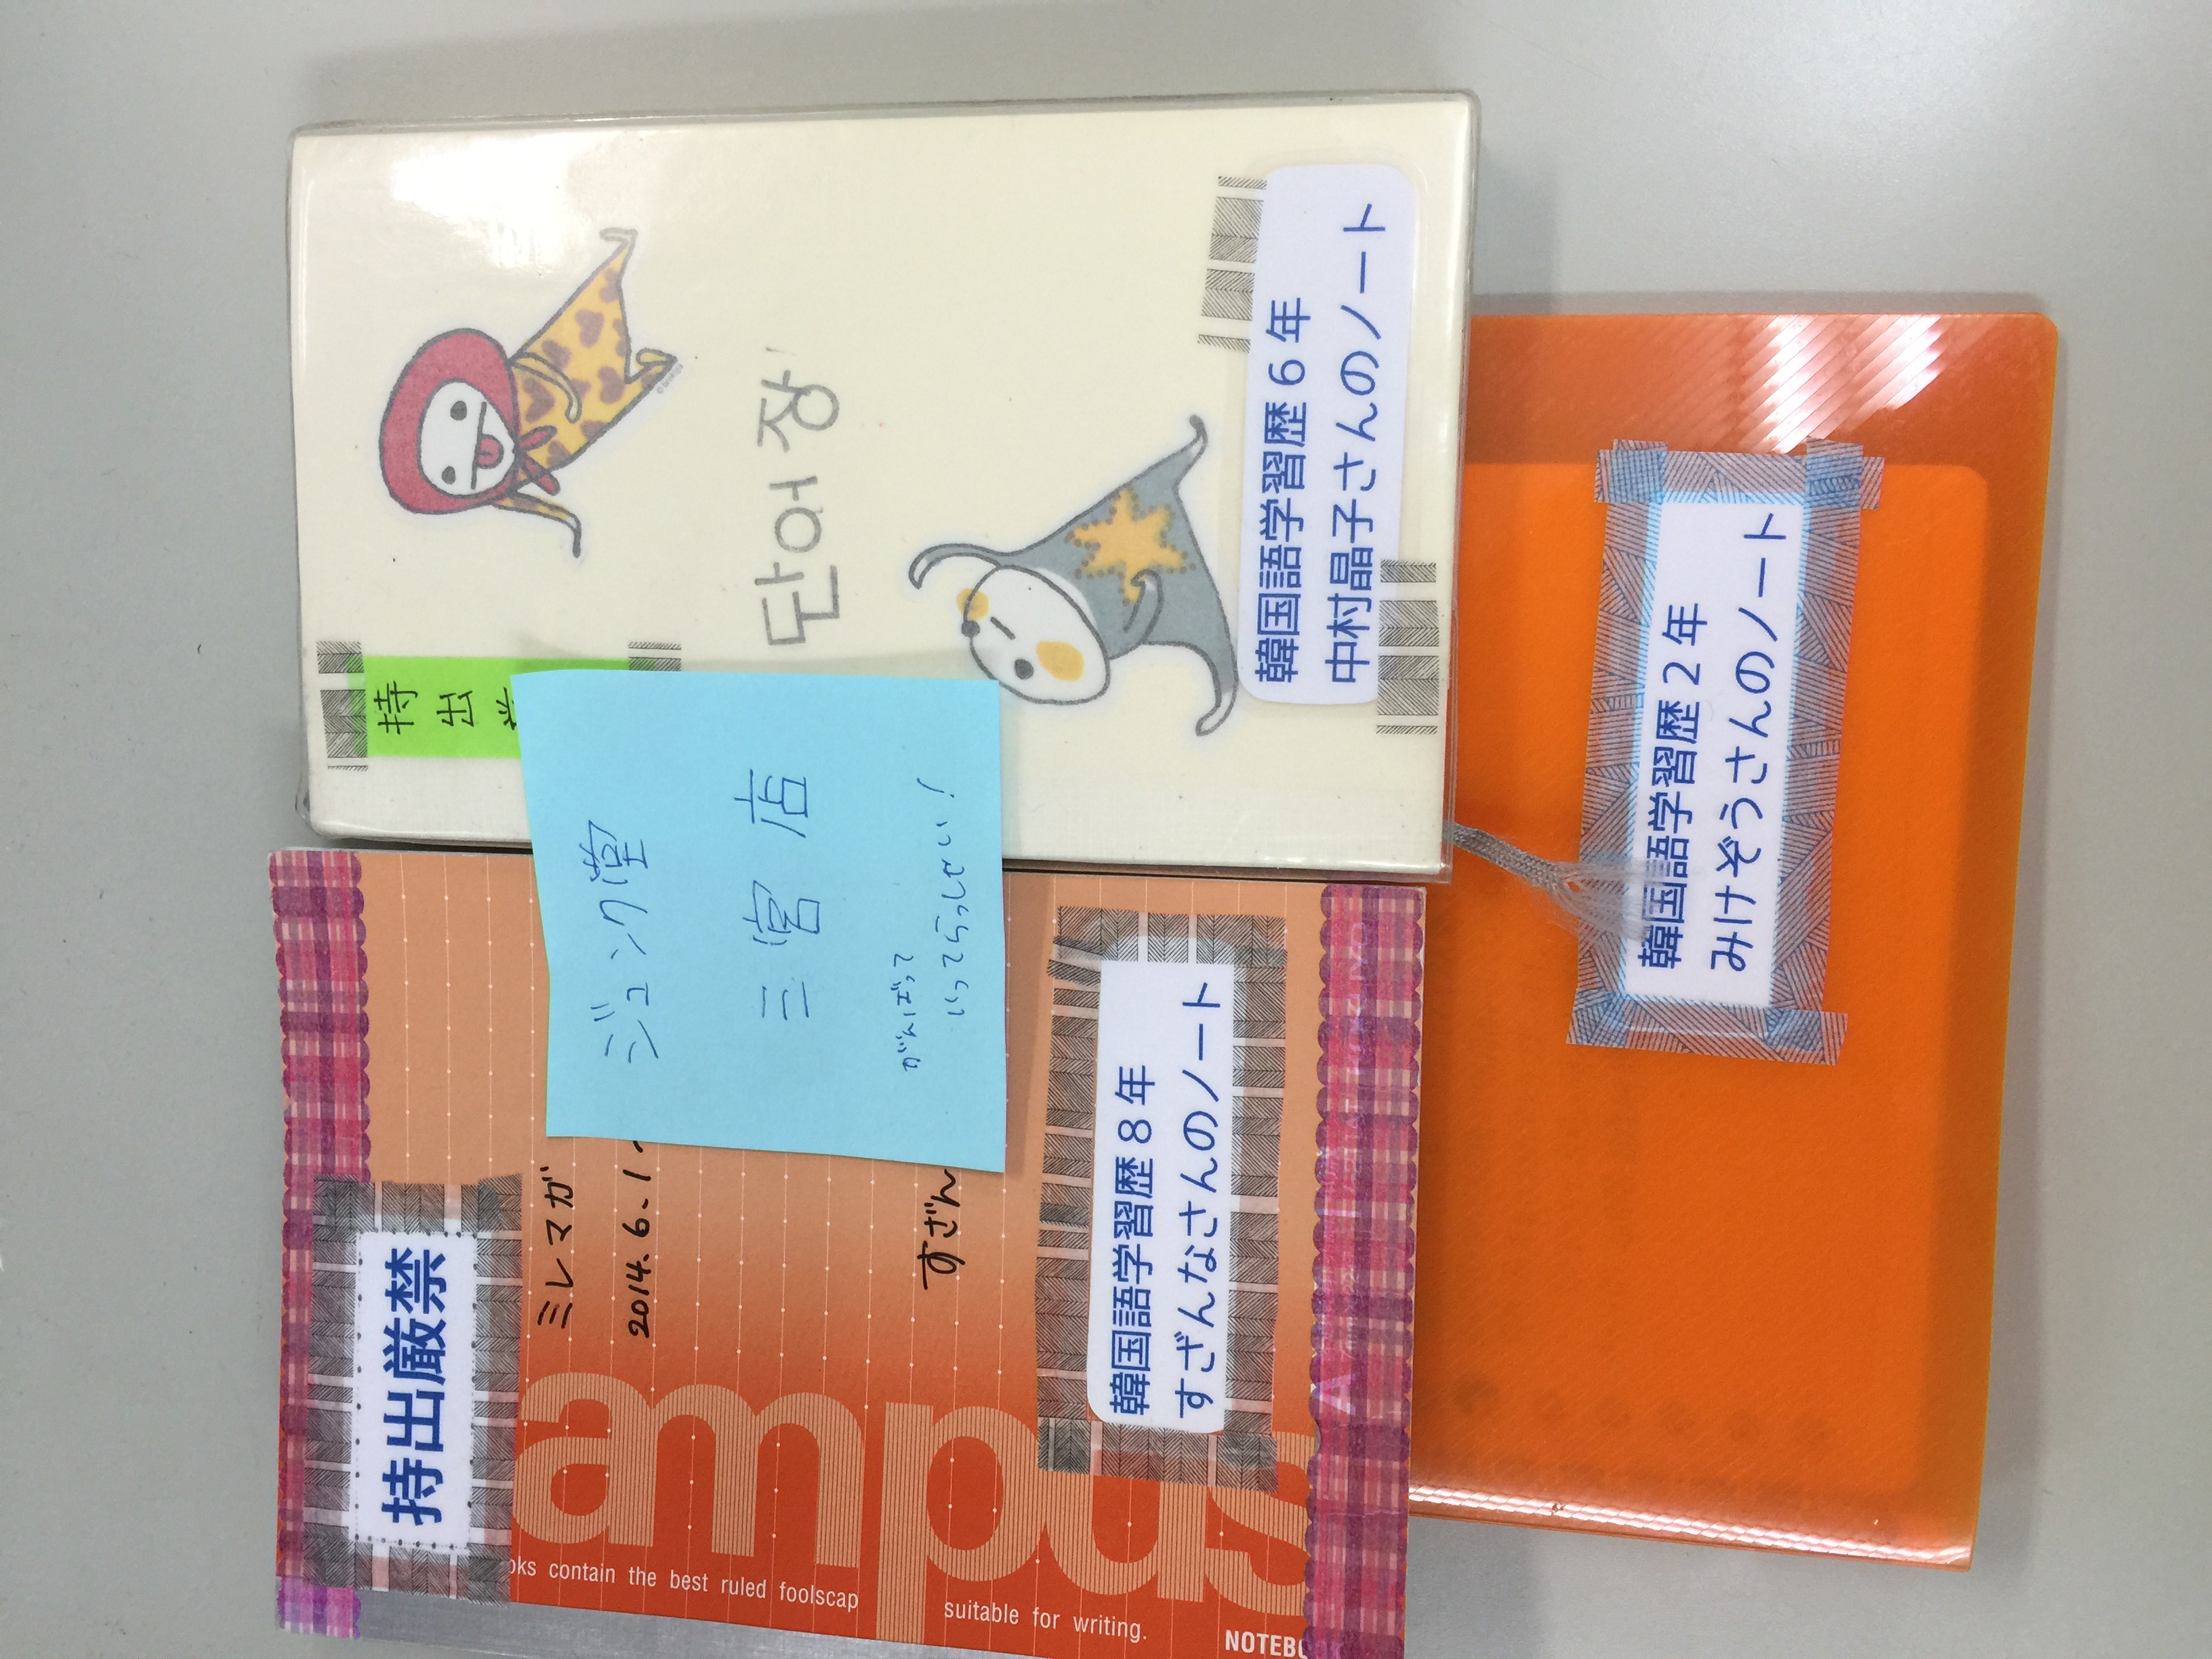 持出厳禁
ミレマガ
2014.6.1〜
すざん
韓国語学習歴8年
すざんなさんのノート
ampus
oks contain the best ruled foolscap
suitable for writing.
NOTEB
ジュンク堂
三宮店
がんばって
いってらっしゃい!
持
出
단어장
韓国語学習歴6年
中村晶子さんのノート
韓国語学習歴2年
みけぞうさんのノート